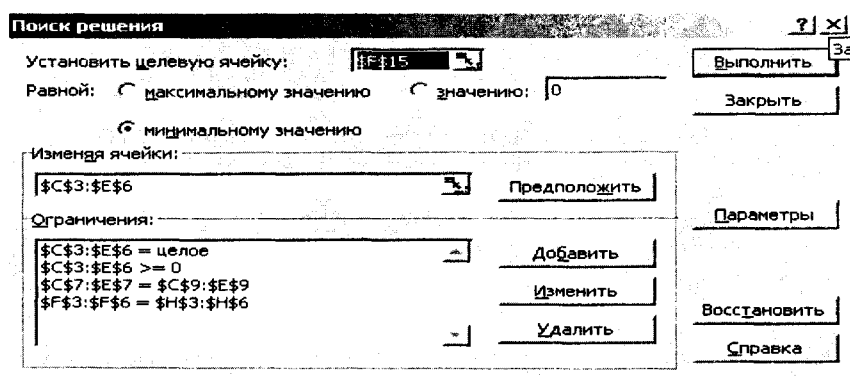 Поиск решения
Установить целевую ячейку: $F$15
Выполнить
За
Равной: максимальному значению значению: 0
Закрыть
минимальному значению
Изменяя ячейки:
$C$3:$E$6
Предположить
Параметры
Ограничения:
$C$3:$E$6 = целое
$C$3:$E$6 >= 0
$C$7:$E$7 = $C$9:$E$9
$F$3:$F$6 = $H$3:$H$6
Добавить
Изменить
Удалить
Восстановить
Справка